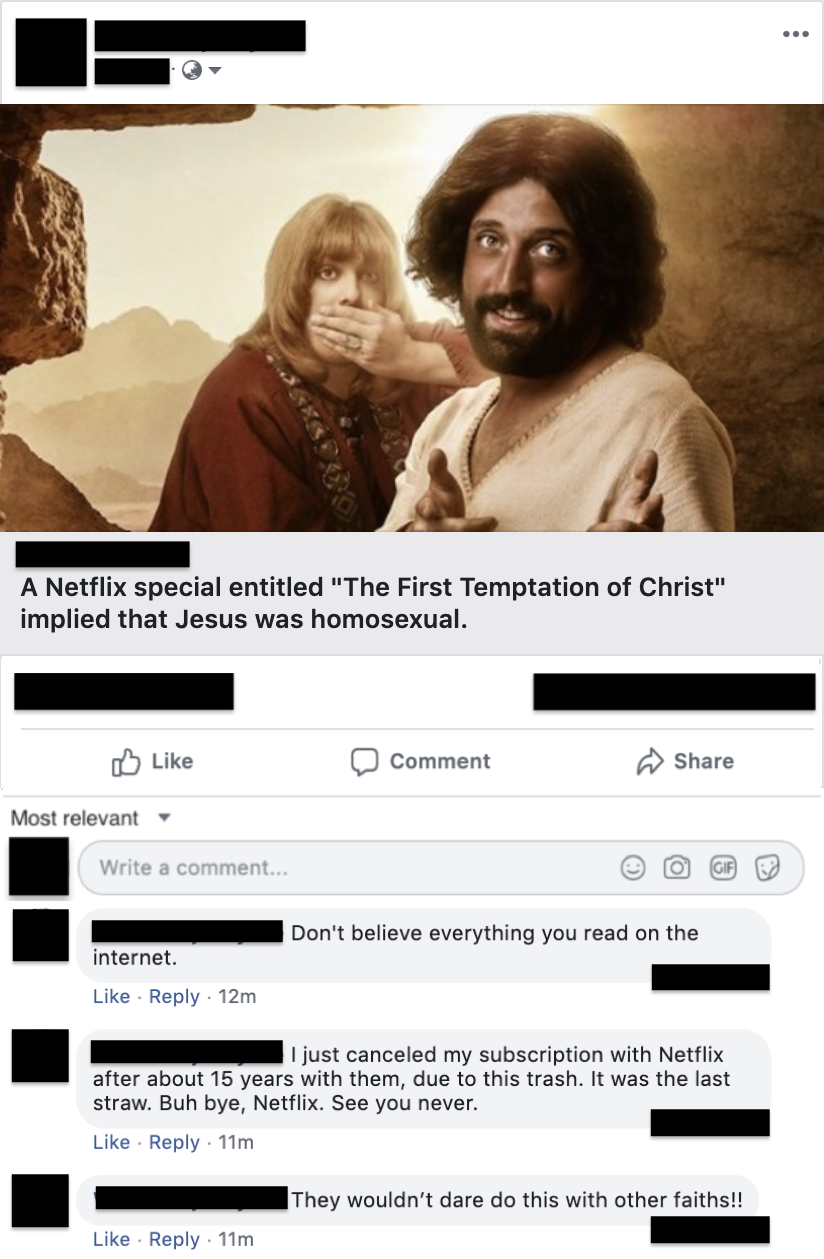 A Netflix special entitled "The First Temptation of Christ"
implied that Jesus was homosexual.
Like Comment Share
Most relevant
Write a comment... GIF
Don't believe everything you read on the
internet.
Like · Reply · 12m
I just canceled my subscription with Netflix
after about 15 years with them, due to this trash. It was the last
straw. Buh bye, Netflix. See you never.
Like · Reply · 11m
They wouldn’t dare do this with other faiths!!
Like · Reply · 11m